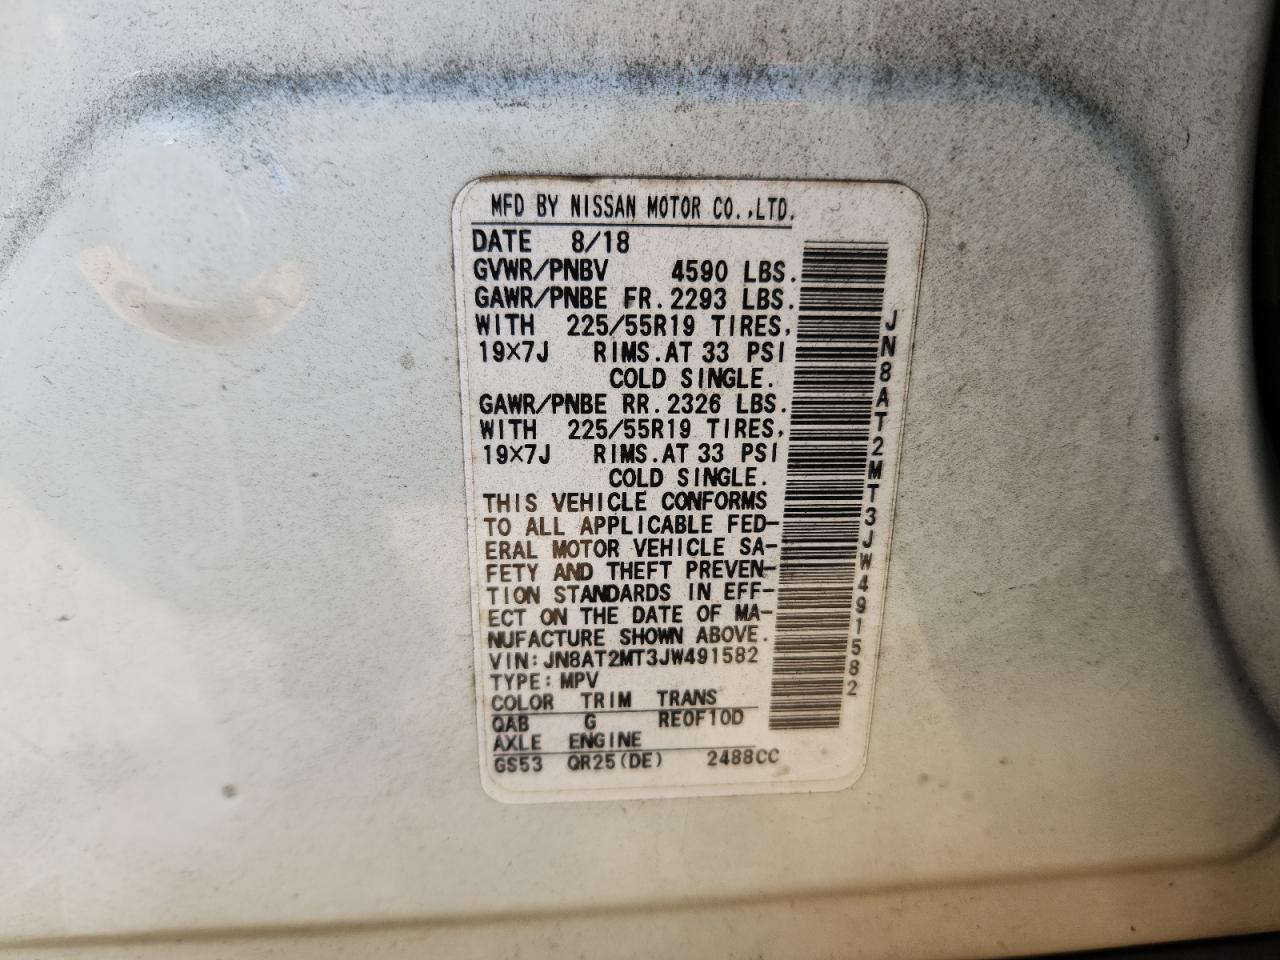 MFD BY NISSAN MOTOR CO.,LTD.
DATE 8/18
GVWR/PNBV 4590 LBS.
GAWR/PNBE FR.2293 LBS.
WITH 225/55R19 TIRES,
19×7J RIMS.AT 33 PSI
COLD SINGLE.
GAWR/PNBE RR.2326 LBS.
WITH 225/55R19 TIRES,
19×7J RIMS.AT 33 PSI
COLD SINGLE.
THIS VEHICLE CONFORMS
TO ALL APPLICABLE FED-
ERAL MOTOR VEHICLE SA-
FETY AND THEFT PREVEN-
TION STANDARDS IN EFF-
ECT ON THE DATE OF MA-
NUFACTURE SHOWN ABOVE.
VIN:JN8AT2MT3JW491582
TYPE:MPV
COLOR TRIM TRANS
QAB G RE0F10D
AXLE ENGINE
GS53 QR25(DE) 2488CC
JN8AT2MT3JW491582